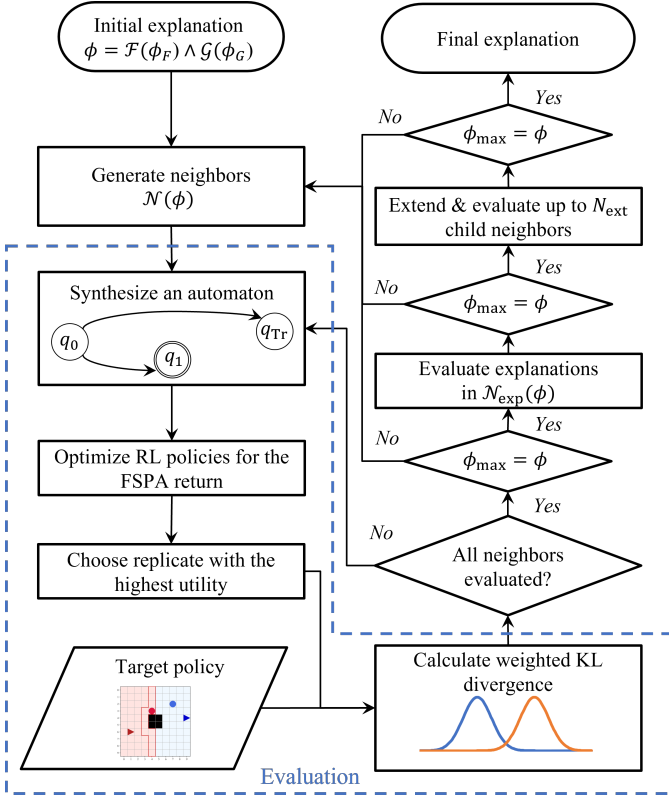 Initial explanation
ϕ = ℱ(ϕ_F) ∧ 𝒢(ϕ_G)
Generate neighbors
𝒩(ϕ)
Synthesize an automaton
q₀
q₁
q_Tr
Optimize RL policies for the
FSPA return
Choose replicate with the
highest utility
Target policy
Evaluation
Calculate weighted KL
divergence
All neighbors
evaluated?
No
Yes
ϕ_max = ϕ
No
Yes
Evaluate explanations
in 𝒩_exp(ϕ)
ϕ_max = ϕ
No
Yes
Extend & evaluate up to N_ext
child neighbors
ϕ_max = ϕ
No
Yes
Final explanation